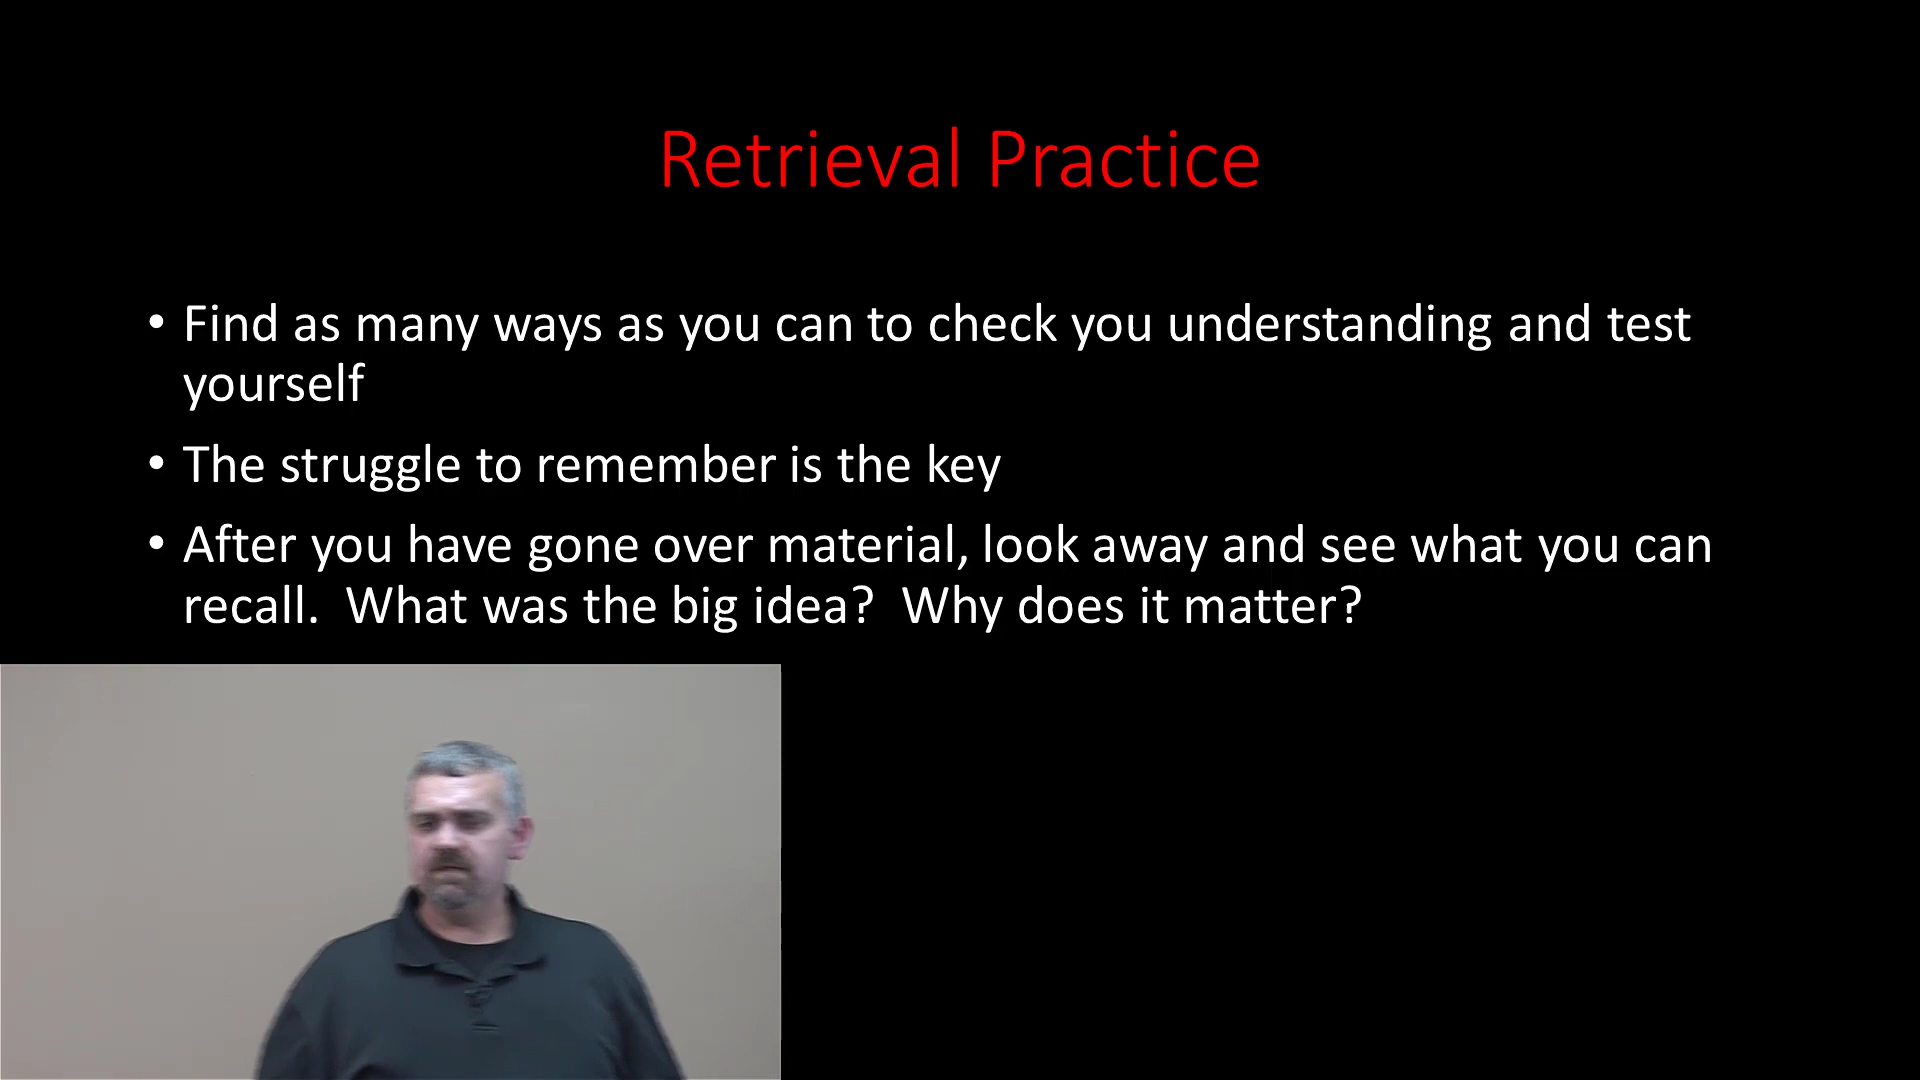 Retrieval Practice
• Find as many ways as you can to check you understanding and test
yourself
• The struggle to remember is the key
• After you have gone over material, look away and see what you can
recall.  What was the big idea?  Why does it matter?